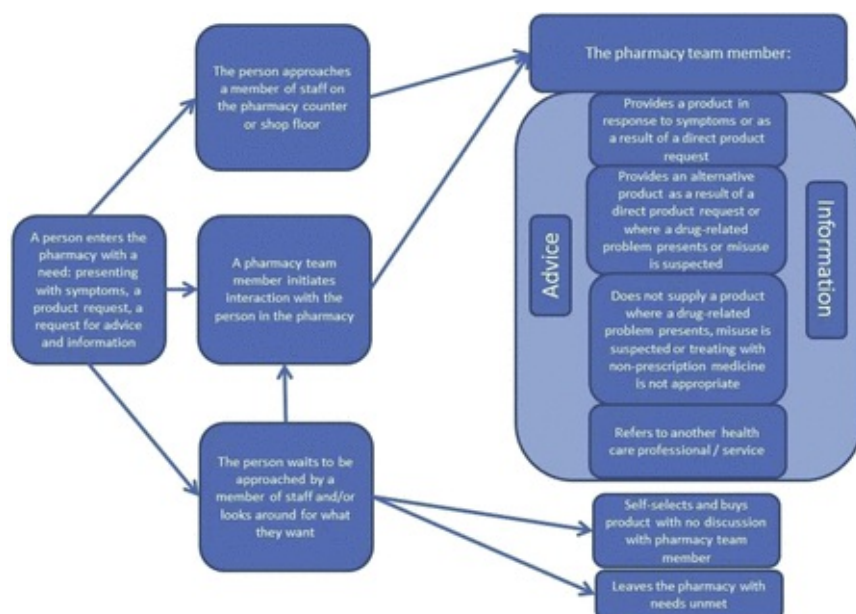 The person approaches
a member of staff on
the pharmacy counter
or shop floor
A person enters the
pharmacy with a
need: presenting
with symptoms, a
product request, a
request for advice
and information
A pharmacy team
member initiates
interaction with the
person in the pharmacy
The person waits to be
approached by a
member of staff and/or
looks around for what
they want
The pharmacy team member:
Provides a product in
response to symptoms or as
a result of a direct product
request
Provides an alternative
product as a result of a
direct product request or
where a drug-related
problem presents or misuse
is suspected
Does not supply a product
where a drug-related
problem presents, misuse is
suspected or treating with
non-prescription medicine
is not appropriate
Refers to another health
care professional / service
Advice
Information
Self-selects and buys
product with no discussion
with pharmacy team
member
Leaves the pharmacy with
needs unmet